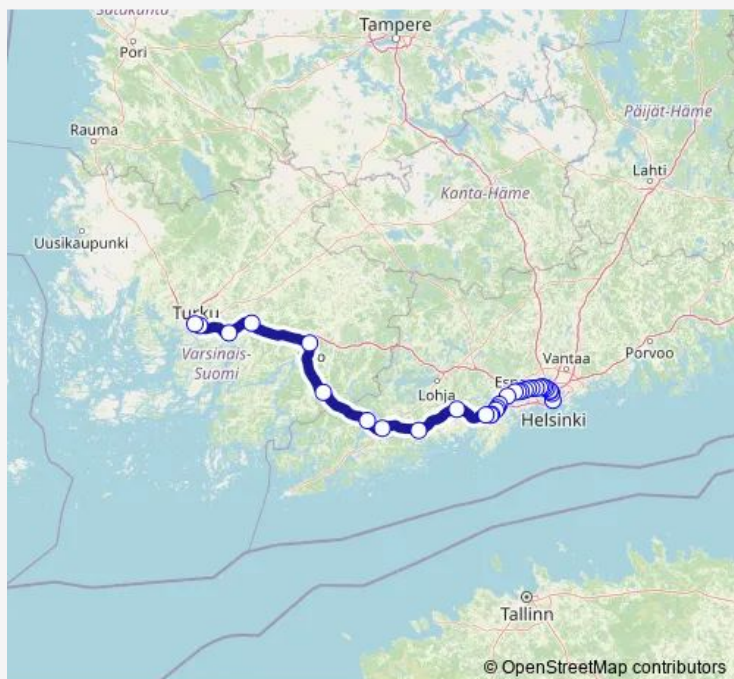 Satakunta
Pori
Tampere
Rauma
Päijät-Häme
Lahti
Kanta-Häme
Uusikaupunki
Turku
Varsinais-
Suomi
Vantaa
Porvoo
Lohja
Esp
Helsinki
Tallinn
© OpenStreetMap contributors